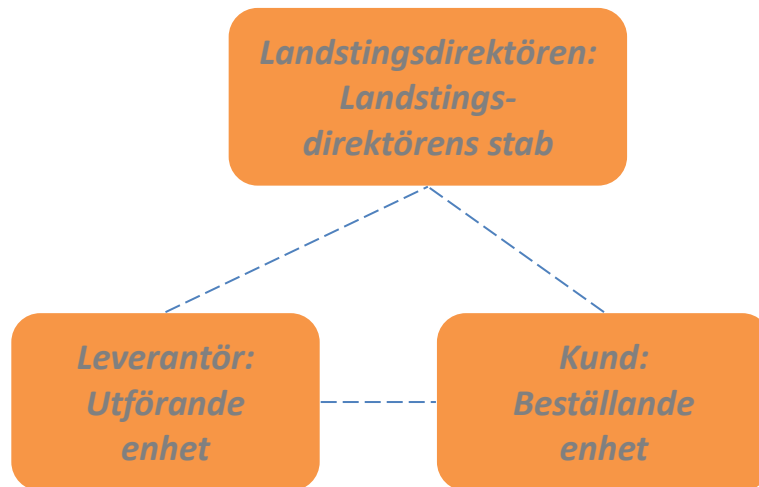 Landstingsdirektören:
Landstings-
direktörens stab
Leverantör:
Utförande
enhet
Kund:
Beställande
enhet